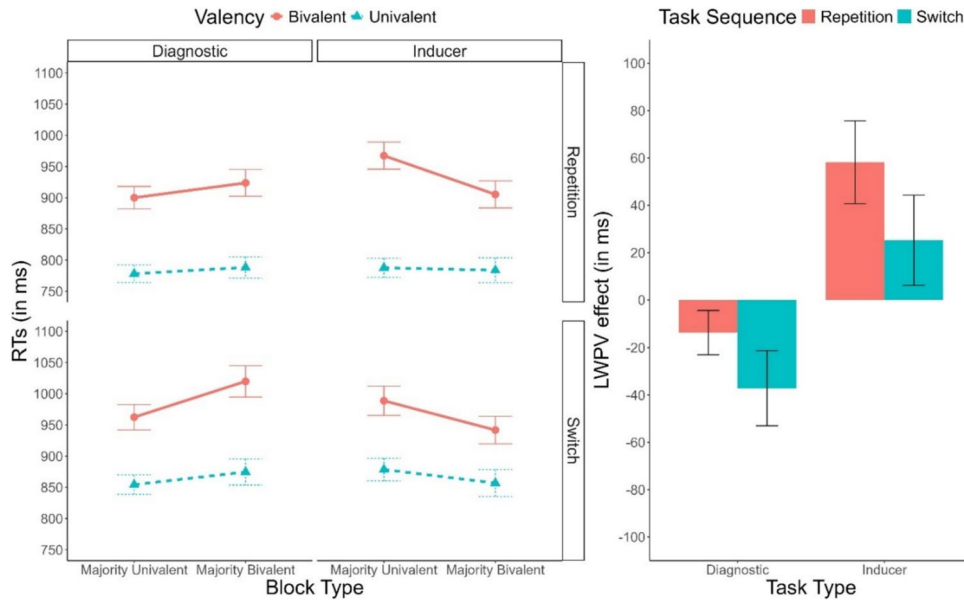 Valency Bivalent Univalent
Diagnostic Inducer
1100
1050
1000
950
900
850
800
750
Repetition
1100
1050
1000
950
900
850
800
750
Switch
RTs (in ms)
Majority Univalent Majority Bivalent Majority Univalent Majority Bivalent
Block Type
Task Sequence Repetition Switch
100
80
60
40
20
0
-20
-40
-60
-80
-100
LWPV effect (in ms)
Diagnostic Inducer
Task Type